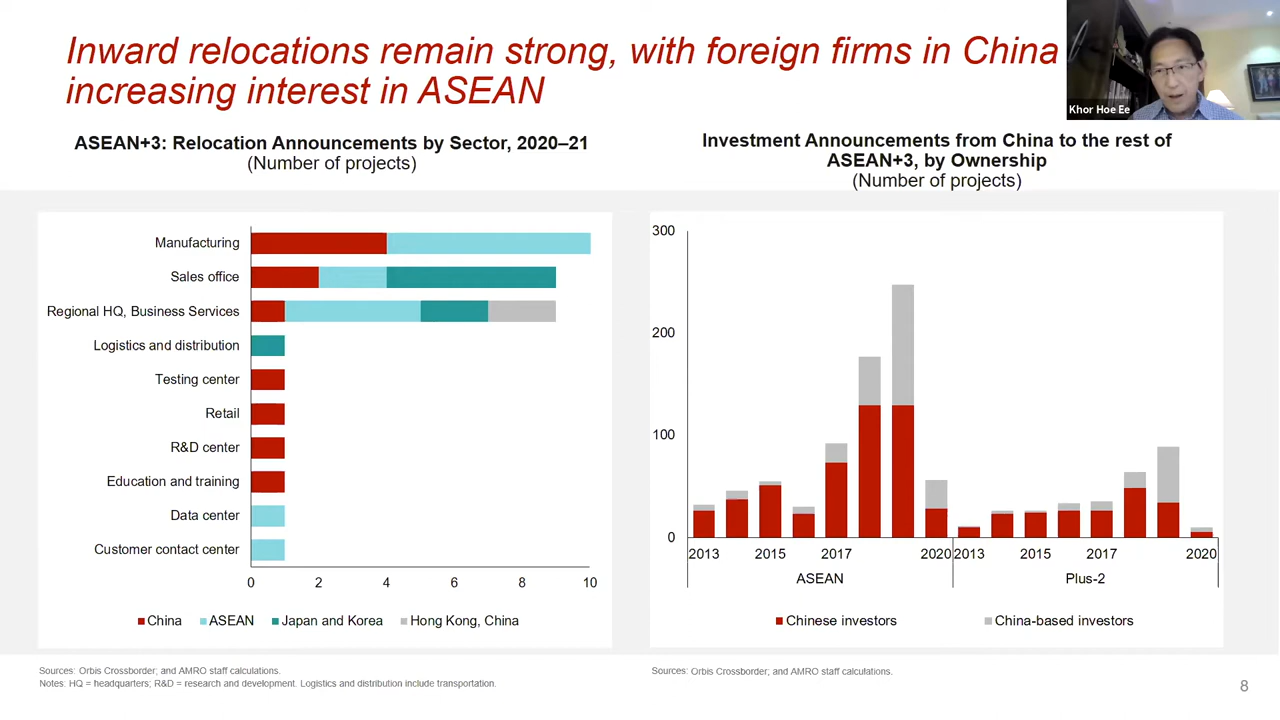 Inward relocations remain strong, with foreign firms in China
increasing interest in ASEAN
Khor Hoe Ee
ASEAN+3: Relocation Announcements by Sector, 2020–21
(Number of projects)
Manufacturing
Sales office
Regional HQ, Business Services
Logistics and distribution
Testing center
Retail
R&D center
Education and training
Data center
Customer contact center
0 2 4 6 8 10
China ASEAN Japan and Korea Hong Kong, China
Sources: Orbis Crossborder; and AMRO staff calculations.
Notes: HQ = headquarters; R&D = research and development. Logistics and distribution include transportation.
Investment Announcements from China to the rest of
ASEAN+3, by Ownership
(Number of projects)
300
200
100
0
2013 2015 2017 2020 2013 2015 2017 2020
ASEAN Plus-2
Chinese investors China-based investors
Sources: Orbis Crossborder; and AMRO staff calculations.
8